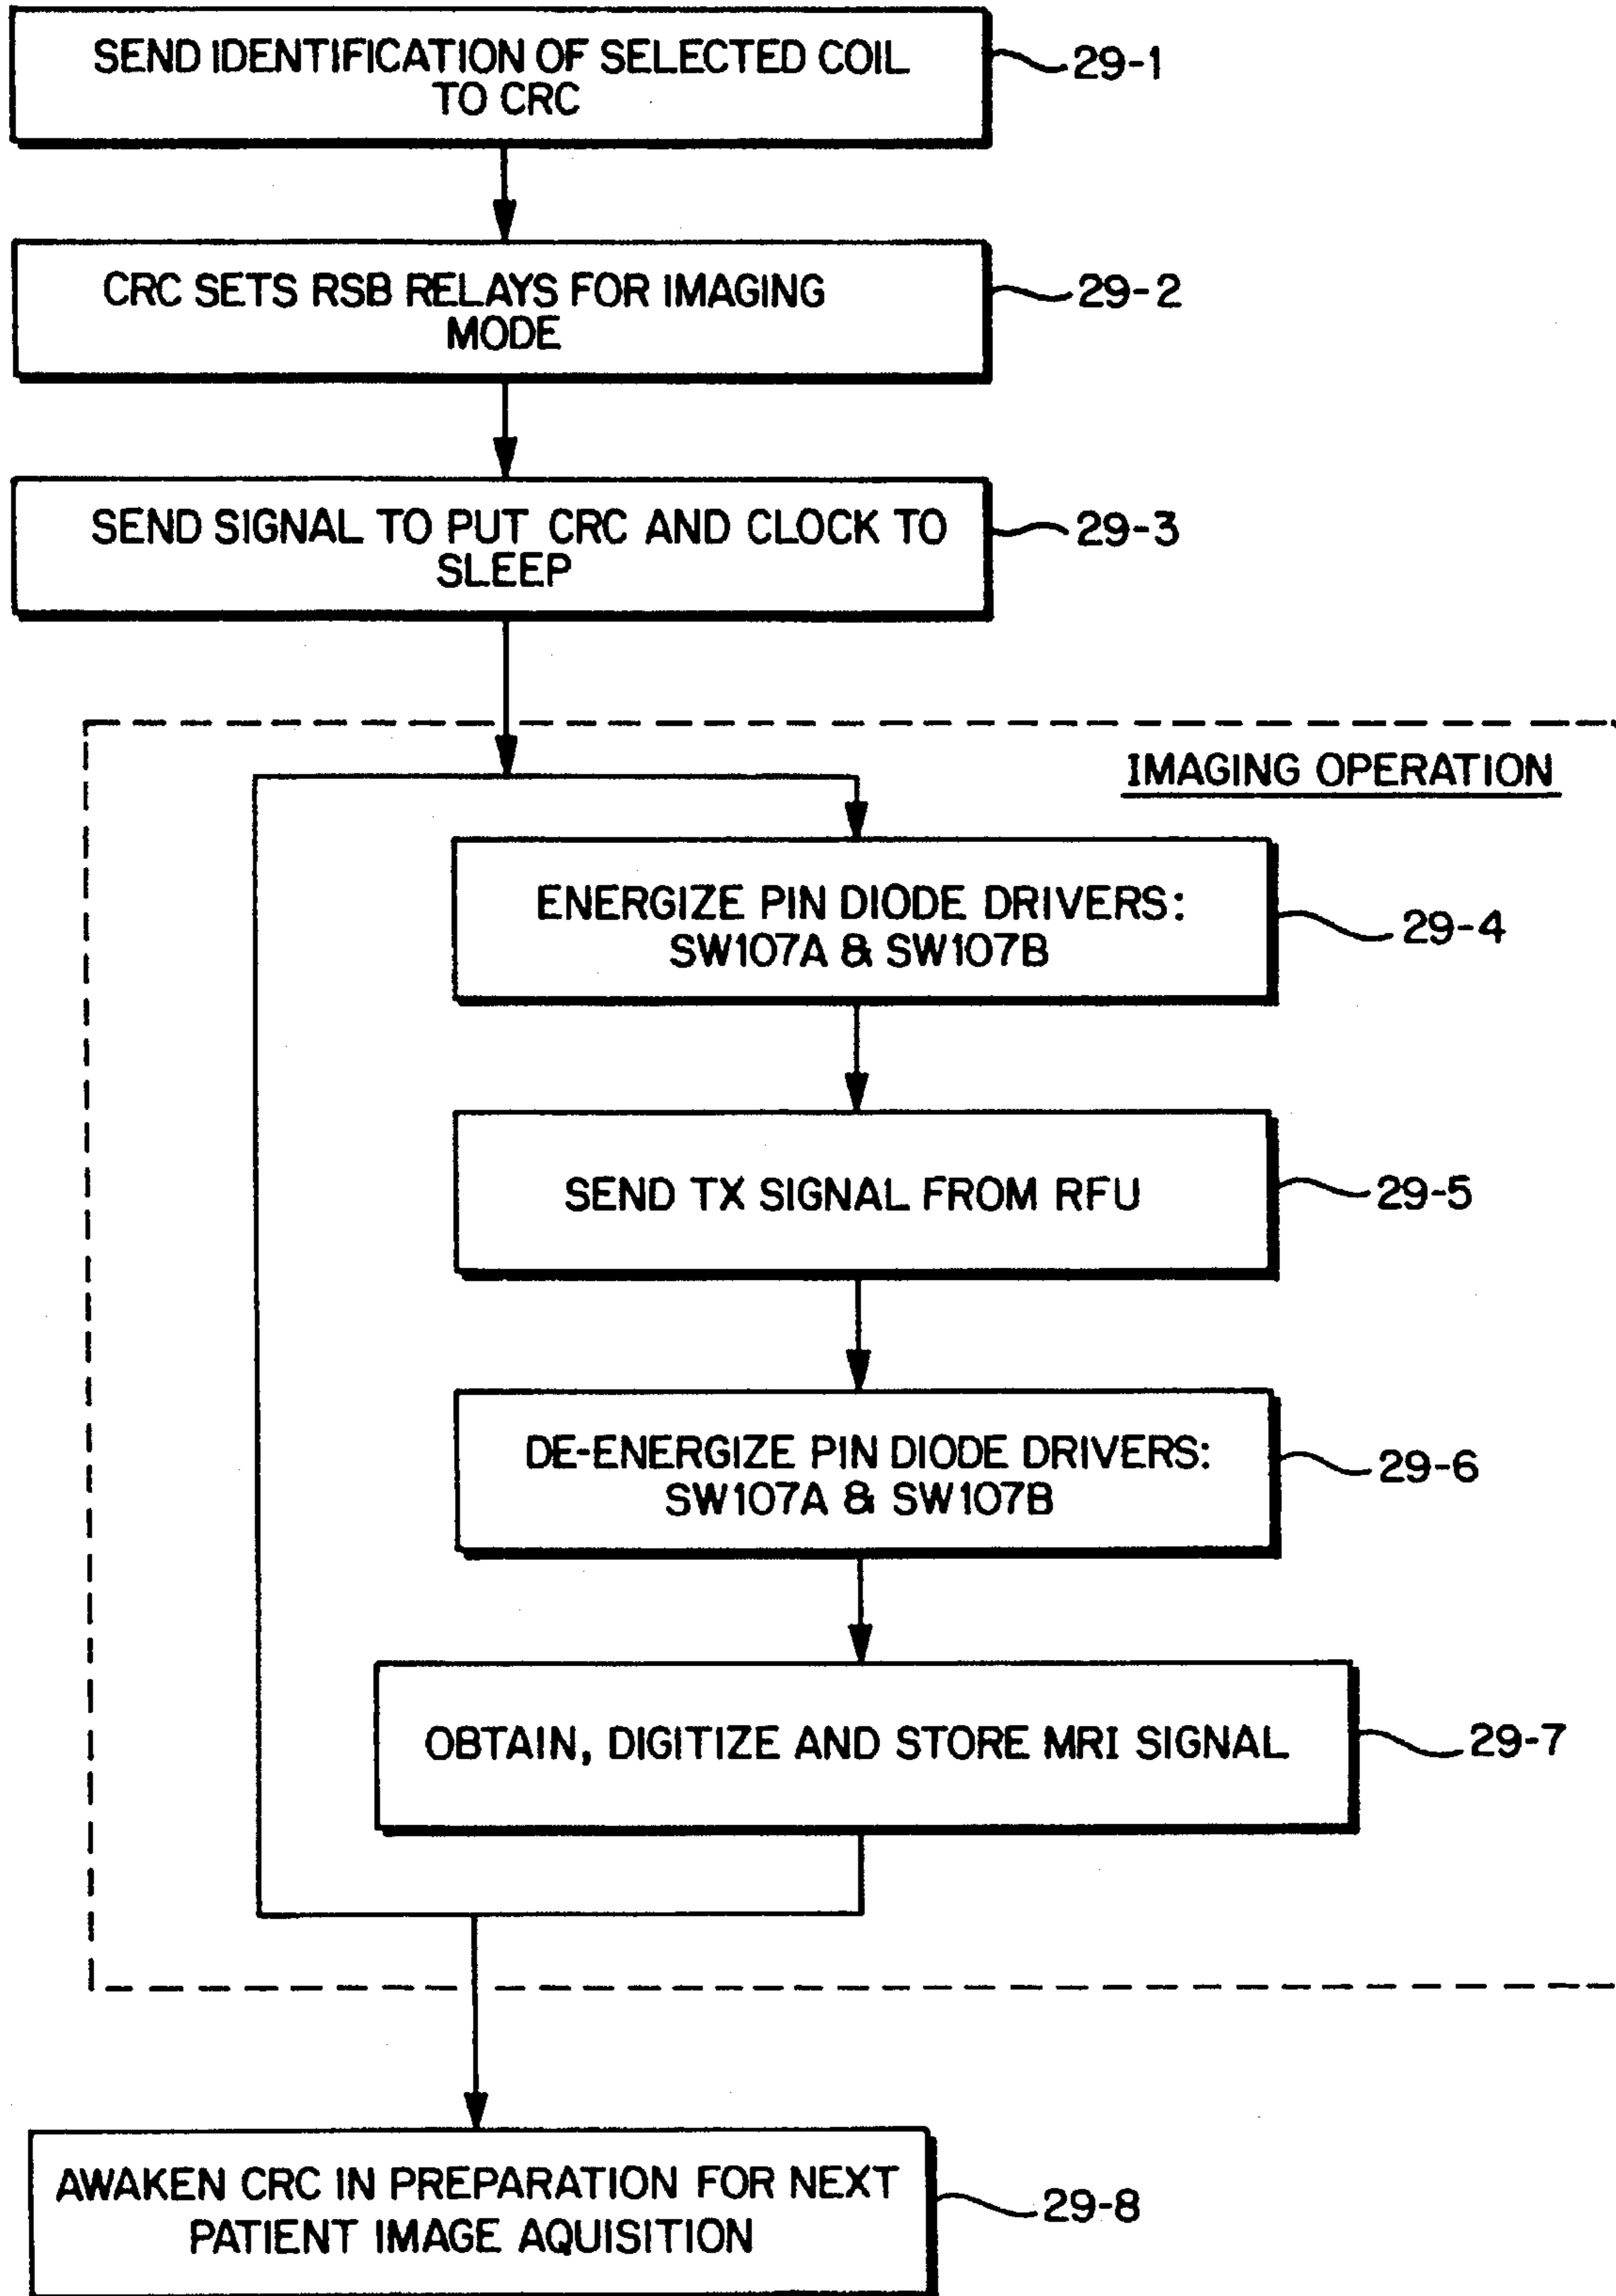 SEND IDENTIFICATION OF SELECTED COIL
TO CRC
29-1
CRC SETS RSB RELAYS FOR IMAGING
MODE
29-2
SEND SIGNAL TO PUT CRC AND CLOCK TO
SLEEP
29-3
IMAGING OPERATION
ENERGIZE PIN DIODE DRIVERS:
SW107A & SW107B
29-4
SEND TX SIGNAL FROM RFU
29-5
DE-ENERGIZE PIN DIODE DRIVERS:
SW107A & SW107B
29-6
OBTAIN, DIGITIZE AND STORE MRI SIGNAL
29-7
AWAKEN CRC IN PREPARATION FOR NEXT
PATIENT IMAGE AQUISITION
29-8